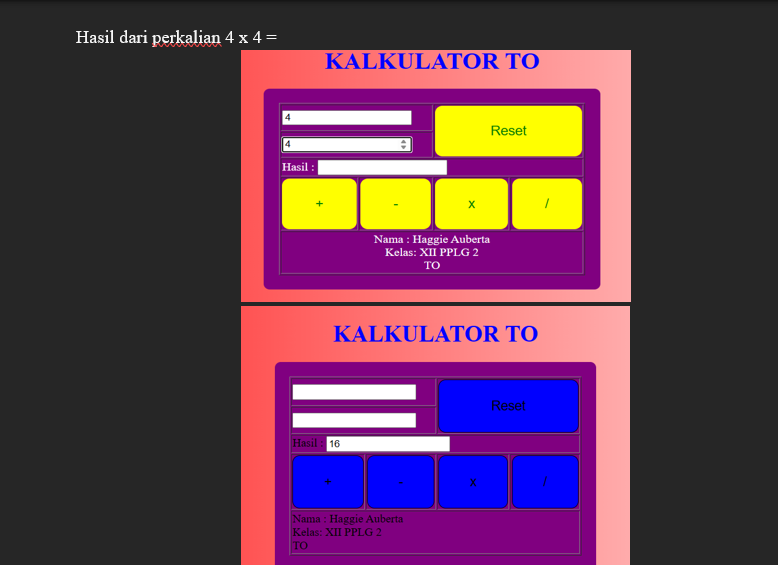 Hasil dari perkalian 4 x 4 =
KALKULATOR TO
4
Reset
4
Hasil :
+ - x /
Nama : Haggie Auberta
Kelas: XII PPLG 2
TO
KALKULATOR TO
Reset
Hasil : 16
+ - x /
Nama : Haggie Auberta
Kelas: XII PPLG 2
TO